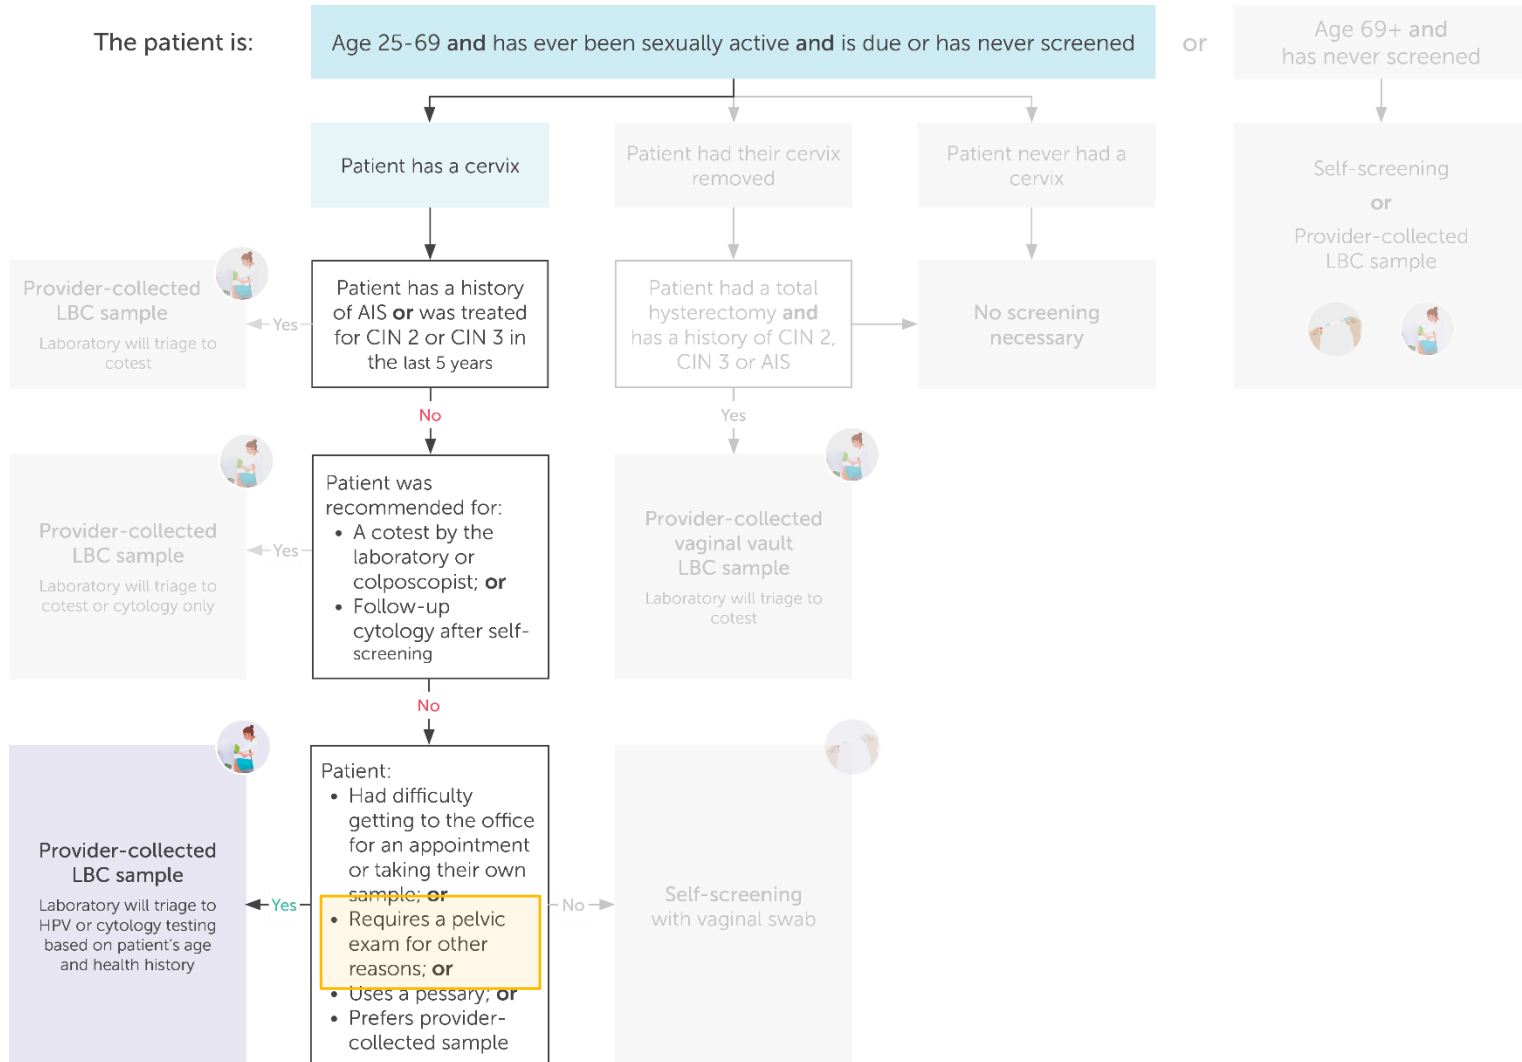 The patient is:
Age 25-69 and has ever been sexually active and is due or has never screened
or
Age 69+ and
has never screened
Patient has a cervix
Patient had their cervix
removed
Patient never had a
cervix
Self-screening
or
Provider-collected
LBC sample
Provider-collected
LBC sample
Laboratory will triage to
cotest
Yes
Patient has a history
of AIS or was treated
for CIN 2 or CIN 3 in
the last 5 years
Patient had a total
hysterectomy and
has a history of CIN 2,
CIN 3 or AIS
No screening
necessary
No
Yes
Provider-collected
LBC sample
Laboratory will triage to
cotest or cytology only
Yes
Patient was
recommended for:
• A cotest by the
laboratory or
colposcopist; or
• Follow-up
cytology after self-
screening
Provider-collected
vaginal vault
LBC sample
Laboratory will triage to
cotest
No
Provider-collected
LBC sample
Laboratory will triage to
HPV or cytology testing
based on patient's age
and health history
Yes
Patient:
• Had difficulty
getting to the office
for an appointment
or taking their own
sample; or
• Requires a pelvic
exam for other
reasons; or
• Uses a pessary; or
• Prefers provider-
collected sample
No
Self-screening
with vaginal swab